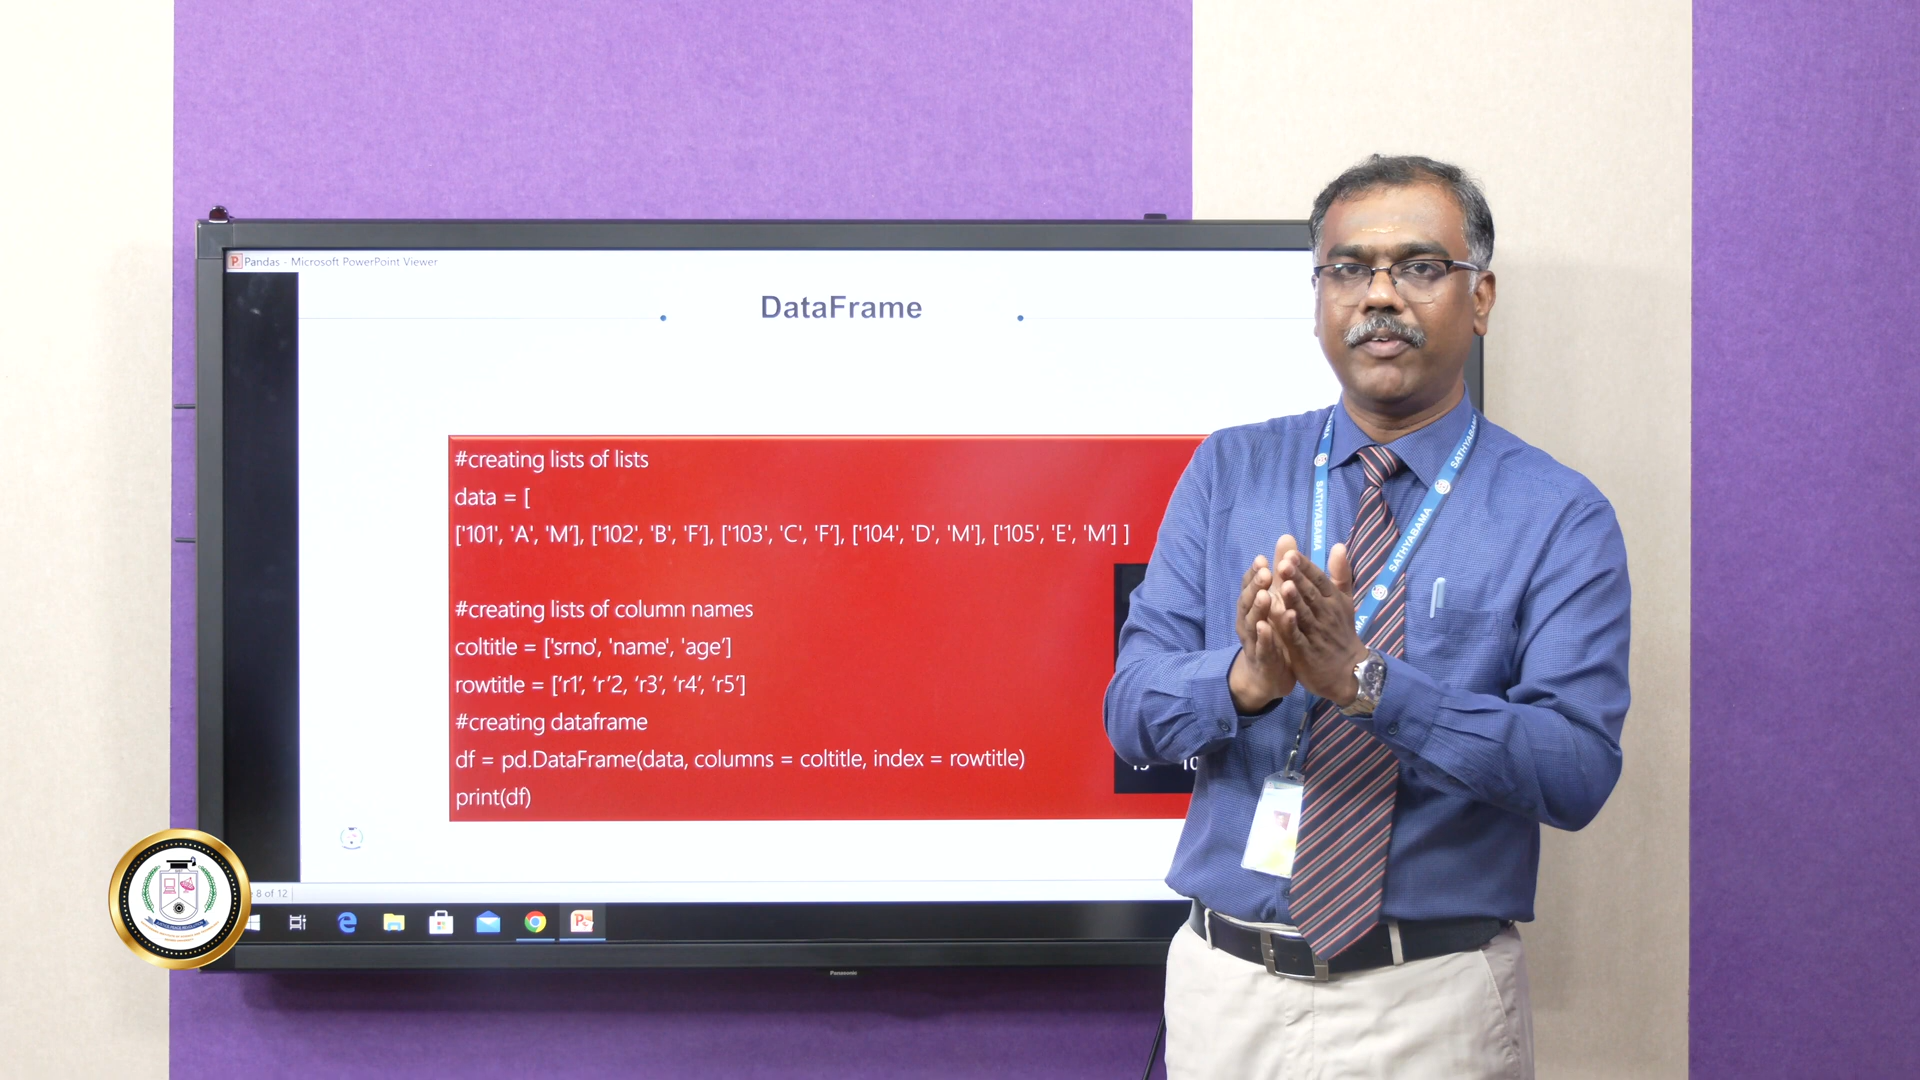 Pandas - Microsoft PowerPoint Viewer
DataFrame
#creating lists of lists
data = [
['101', 'A', 'M'], ['102', 'B', 'F'], ['103', 'C', 'F'], ['104', 'D', 'M'], ['105', 'E', 'M'] ]
#creating lists of column names
coltitle = ['srno', 'name', 'age']
rowtitle = ['r1', 'r'2, 'r3', 'r4', 'r5']
#creating dataframe
df = pd.DataFrame(data, columns = coltitle, index = rowtitle)
print(df)
8 of 12
Panasonic
SATHYABAMA
SATHYABAMA
SATHYABAMA